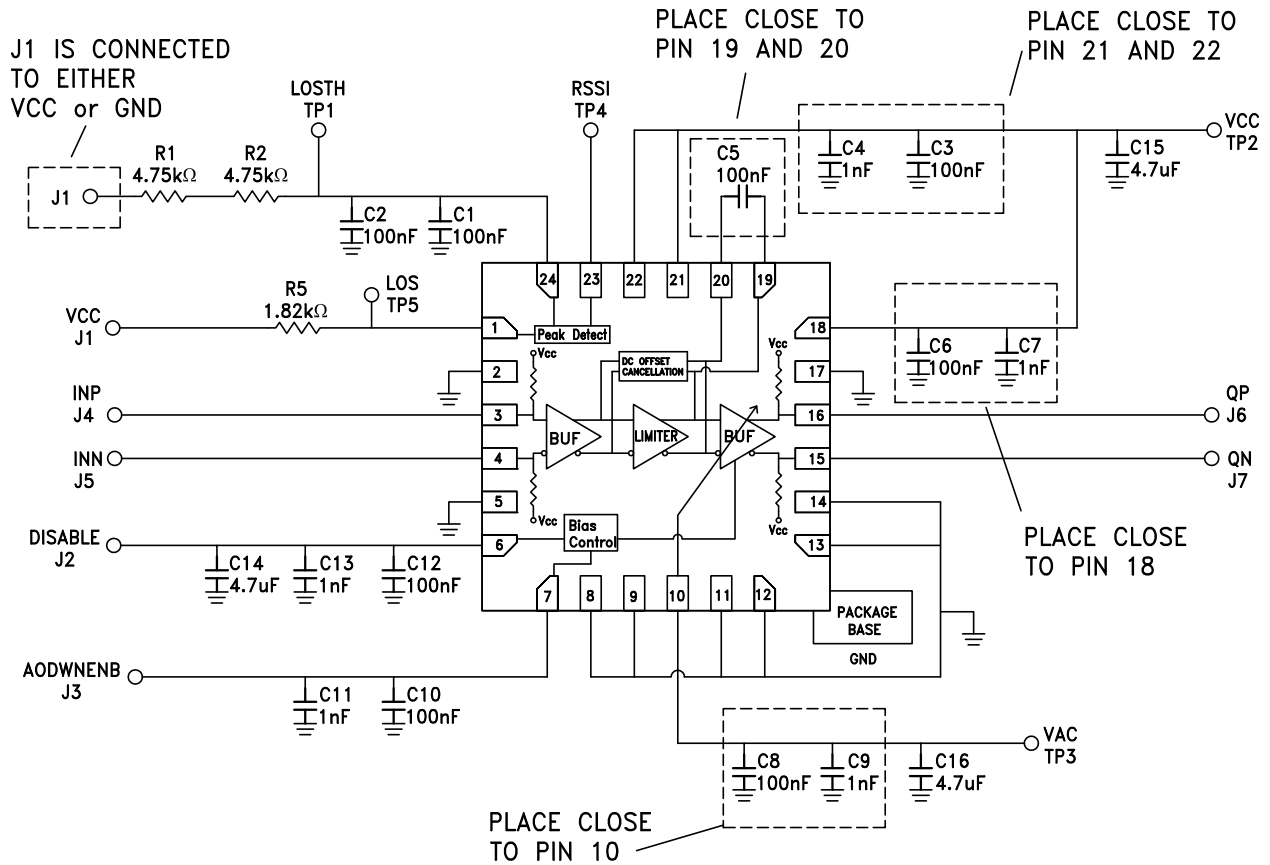 J1 IS CONNECTED
TO EITHER
VCC or GND
PLACE CLOSE TO
PIN 19 AND 20
PLACE CLOSE TO
PIN 21 AND 22
LOSTH
TP1
RSSI
TP4
VCC
TP2
R1
4.75kΩ
R2
4.75kΩ
J1
C2
100nF
C1
100nF
C5
100nF
C4
1nF
C3
100nF
C15
4.7uF
24
23
22
21
20
19
VCC
J1
R5
1.82kΩ
LOS
TP5
1
Peak Detect
18
C6
100nF
C7
1nF
2
Vcc
DC OFFSET
CANCELLATION
Vcc
17
INP
J4
3
16
QP
J6
BUF
LIMITER
BUF
INN
J5
4
15
QN
J7
5
Vcc
Vcc
14
DISABLE
J2
6
Bias
Control
13
PLACE CLOSE
TO PIN 18
C14
4.7uF
C13
1nF
C12
100nF
7
8
9
10
11
12
PACKAGE
BASE
GND
AODWNENB
J3
C11
1nF
C10
100nF
VAC
TP3
C8
100nF
C9
1nF
C16
4.7uF
PLACE CLOSE
TO PIN 10